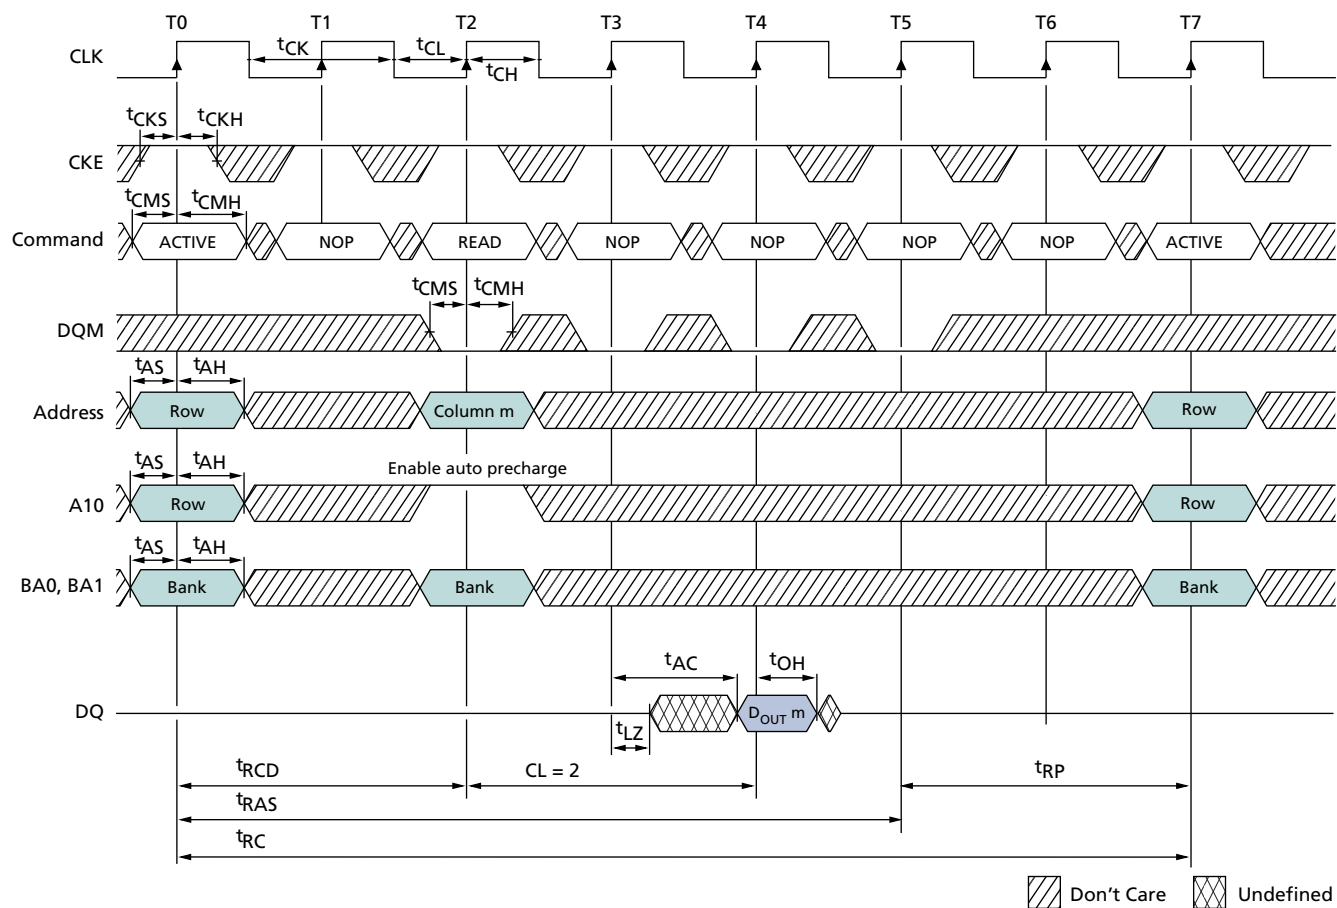 T0 T1 T2 T3 T4 T5 T6 T7
CLK tCK tCL tCH
tCKS tCKH
CKE
tCMS tCMH
Command ACTIVE NOP READ NOP NOP NOP NOP ACTIVE
tCMS tCMH
DQM
tAS tAH
Address Row Column m Row
tAS tAH Enable auto precharge
A10 Row Row
tAS tAH
BA0, BA1 Bank Bank Bank
tAC tOH
DQ DOUT m
tLZ
tRCD CL = 2 tRP
tRAS
tRC
Don't Care Undefined